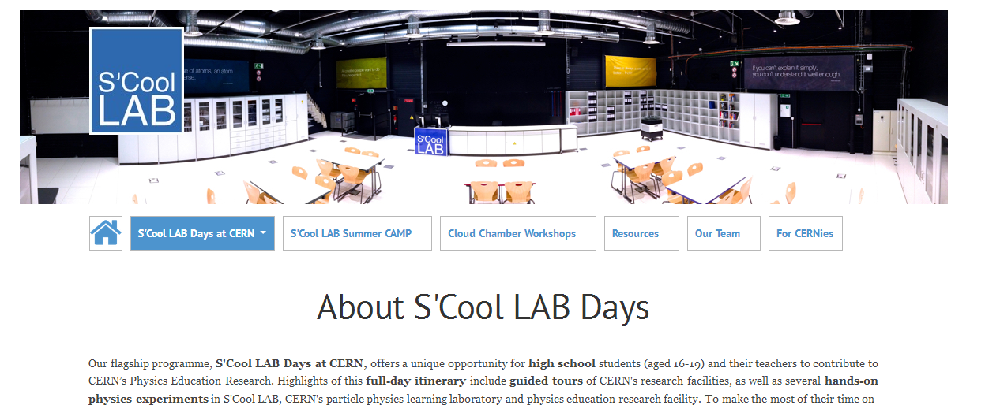 S'Cool
LAB
of atoms, an atom
If you can't explain it simply,
you don't understand it well enough.
S'Cool
LAB
S'Cool LAB Days at CERN
S'Cool LAB Summer CAMP
Cloud Chamber Workshops
Resources
Our Team
For CERNies
About S'Cool LAB Days
Our flagship programme, S'Cool LAB Days at CERN, offers a unique opportunity for high school students (aged 16-19) and their teachers to contribute to
CERN's Physics Education Research. Highlights of this full-day itinerary include guided tours of CERN's research facilities, as well as several hands-on
physics experiments in S'Cool LAB, CERN's particle physics learning laboratory and physics education research facility. To make the most of their time on-